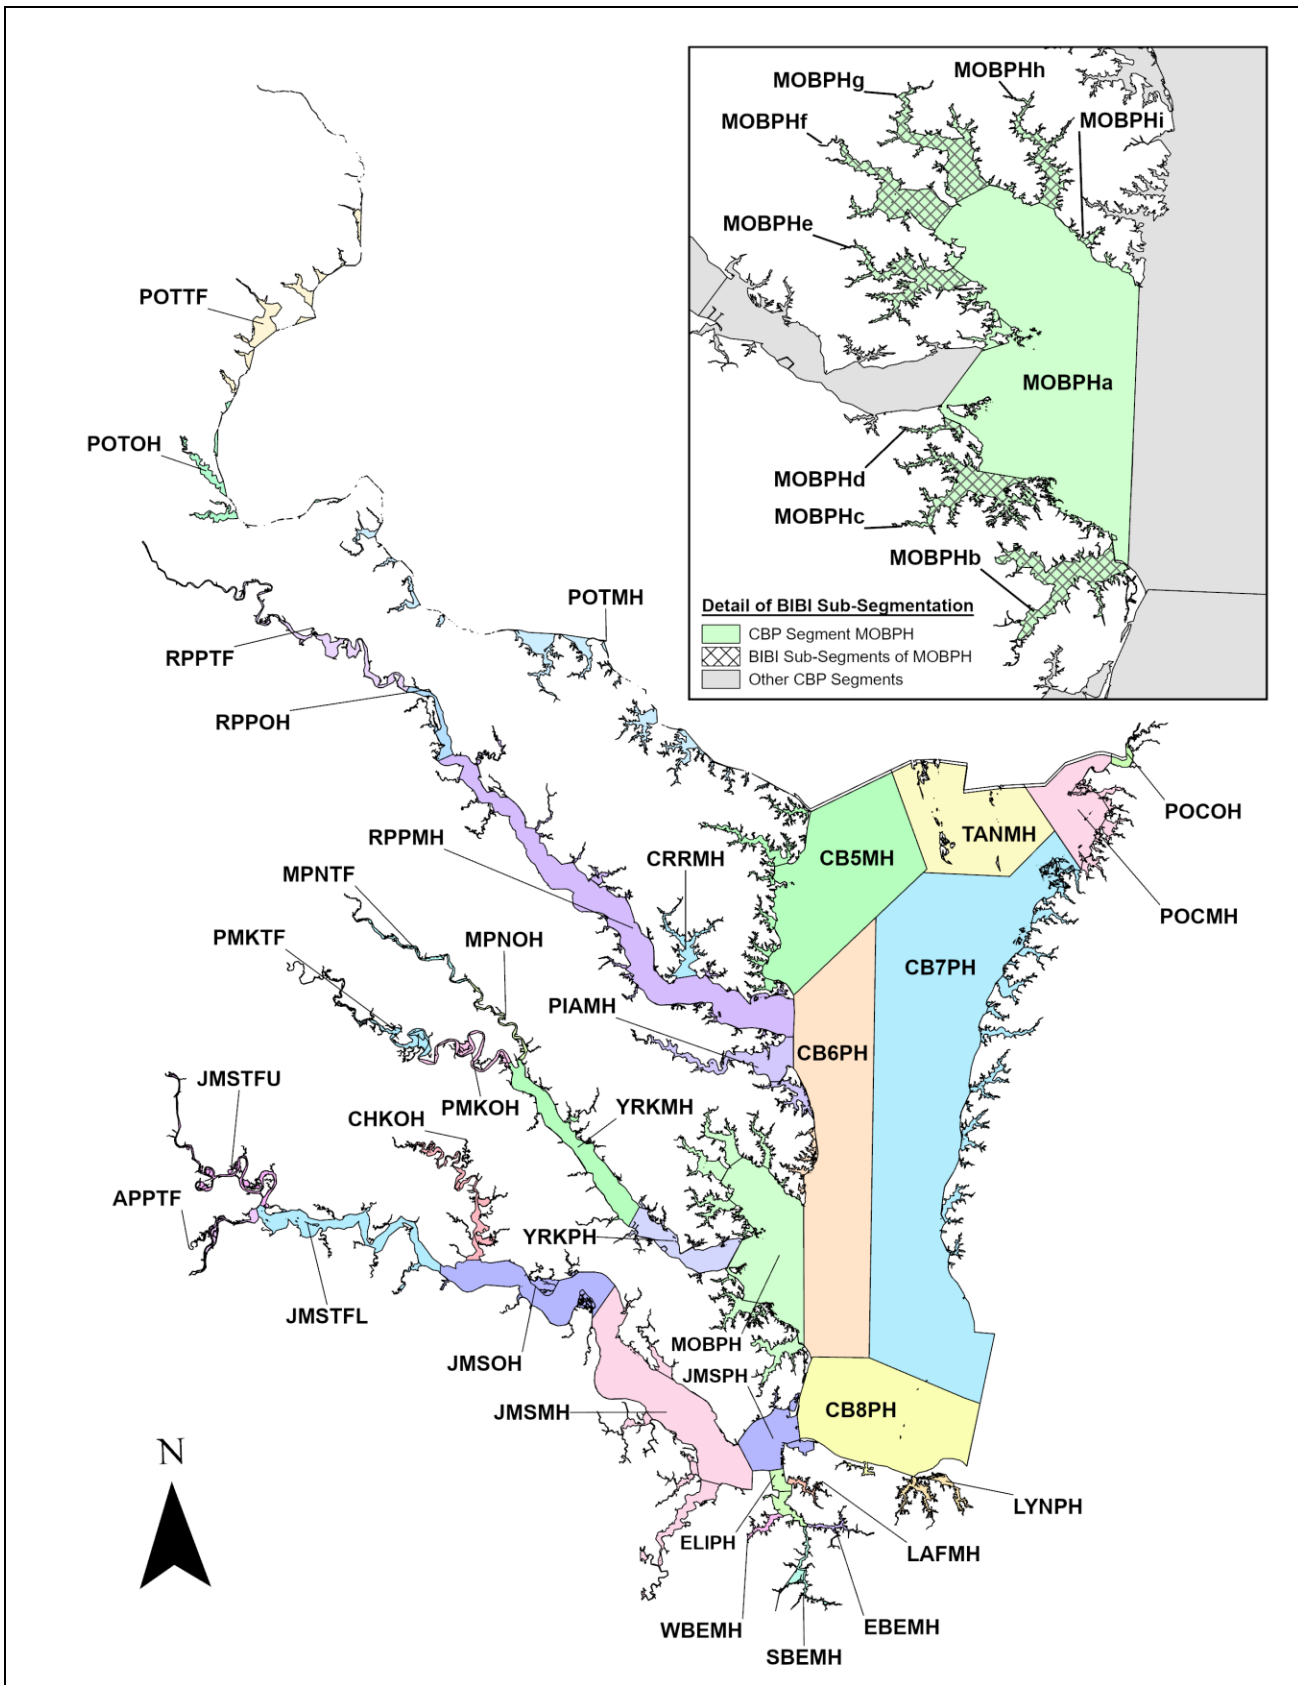 MOBPHg
MOBPHh
MOBPHf
MOBPHi
MOBPHe
MOBPHa
MOBPHd
MOBPHc
MOBPHb
Detail of BIBI Sub-Segmentation
CBP Segment MOBPH
BIBI Sub-Segments of MOBPH
Other CBP Segments
POTTF
POTOH
POTMH
RPPTF
RPPOH
POCOH
RPPMH
TANMH
CRRMH
CB5MH
MPNTF
POCMH
PMKTF
MPNOH
CB7PH
PIAMH
CB6PH
JMSTFU
PMKOH
YRKMH
CHKOH
APPTF
YRKPH
JMSTFL
MOBPH
JMSOH
JMSPH
JMSMH
CB8PH
N
LYNPH
ELIPH
LAFMH
WBEMH
EBEMH
SBEMH